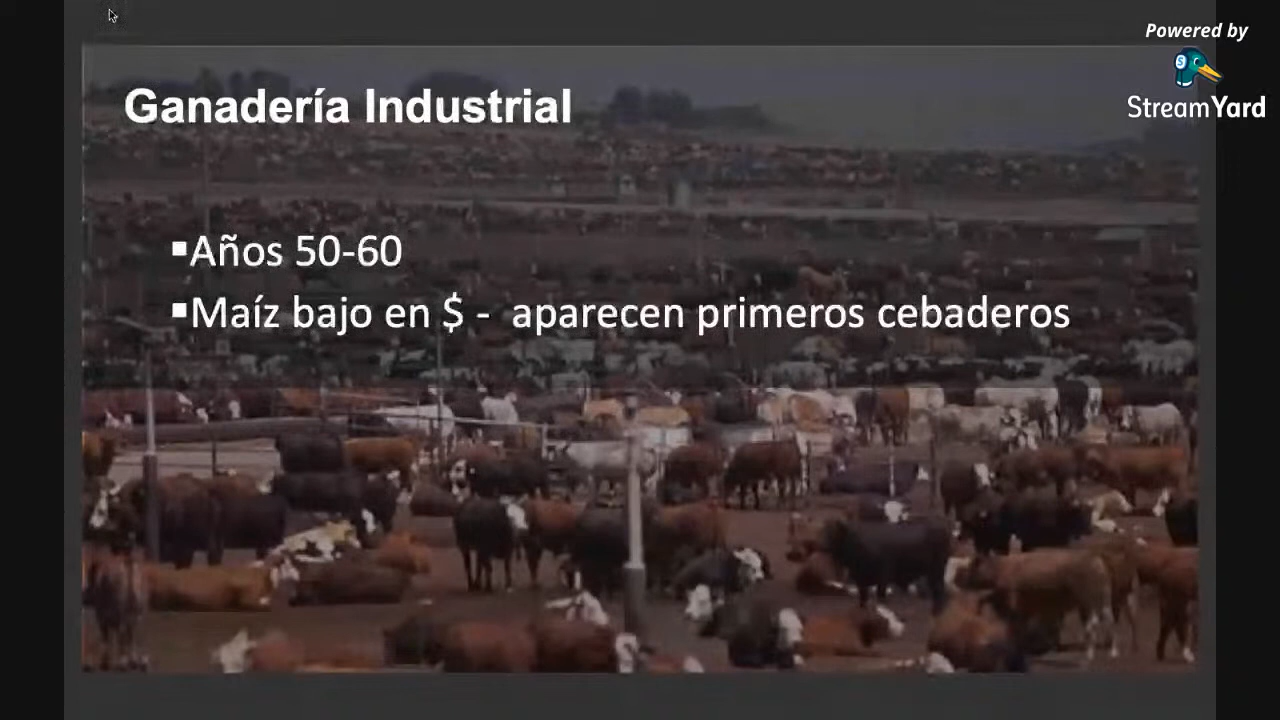 Powered by
StreamYard
Ganadería Industrial
▪Años 50-60
▪Maíz bajo en $ - aparecen primeros cebaderos